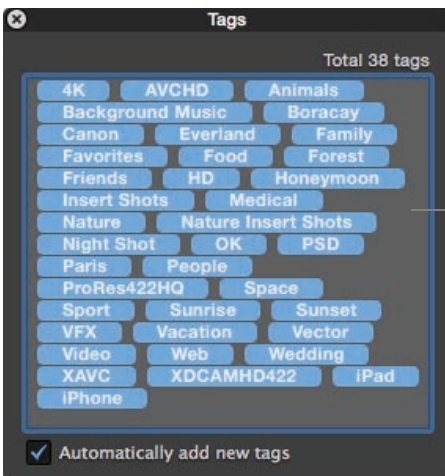 Tags
Total 38 tags
4K AVCHD Animals
Background Music Boracay
Canon Everland Family
Favorites Food Forest
Friends HD Honeymoon
Insert Shots Medical
Nature Nature Insert Shots
Night Shot OK PSD
Paris People
ProRes422HQ Space
Sport Sunrise Sunset
VFX Vacation Vector
Video Web Wedding
XAVC XDCAMHD422 iPad
iPhone
Automatically add new tags